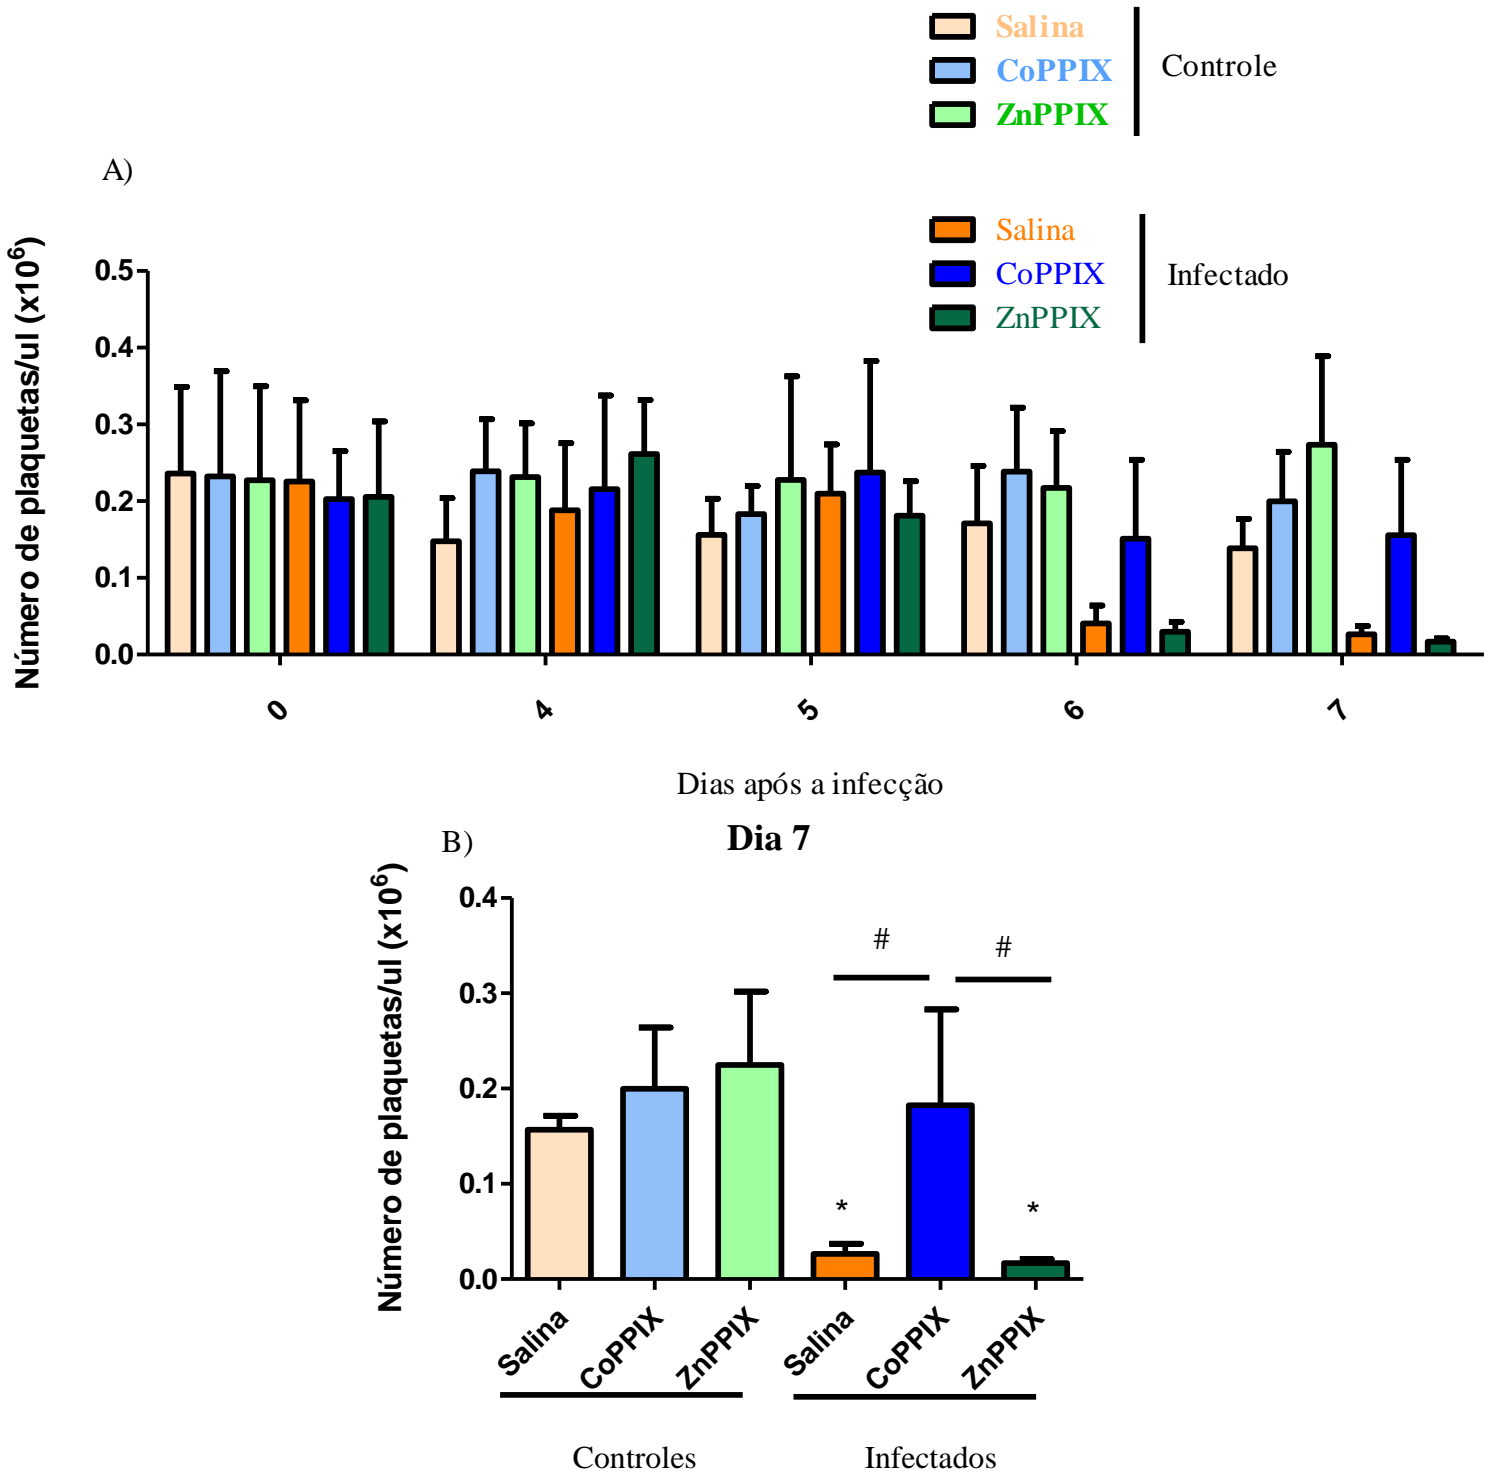 Salina
CoPPIX
ZnPPIX
Controle
A)
Salina
CoPPIX
ZnPPIX
Infectado
Número de plaquetas/ul (x10⁶)
0.5
0.4
0.3
0.2
0.1
0.0
0 4 5 6 7
Dias após a infecção
B)
Dia 7
Número de plaquetas/ul (x10⁶)
0.4
0.3
0.2
0.1
0.0
# #
* *
Salina CoPPIX ZnPPIX Salina CoPPIX ZnPPIX
Controles Infectados